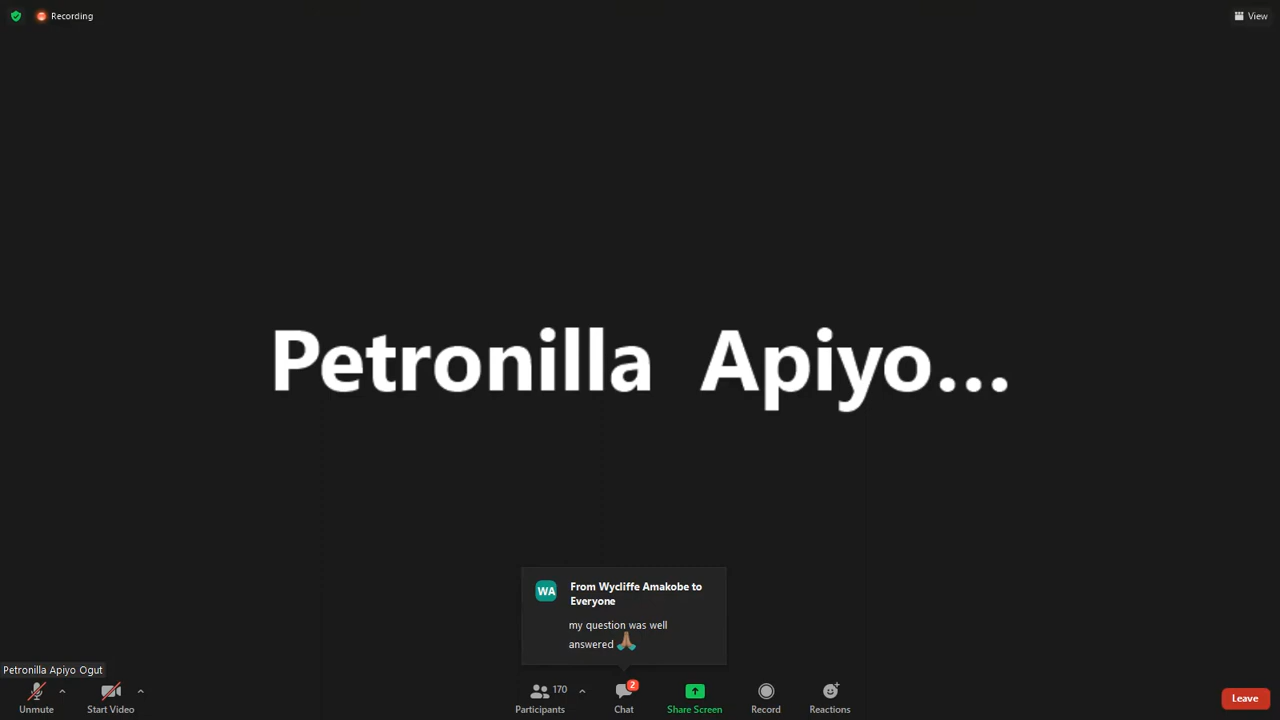 Recording
View
Petronilla Apiyo...
WA
From Wycliffe Amakobe to
Everyone
my question was well
answered 🙏🏽
Petronilla Apiyo Ogut
170
2
Unmute
Start Video
Participants
Chat
Share Screen
Record
Reactions
Leave